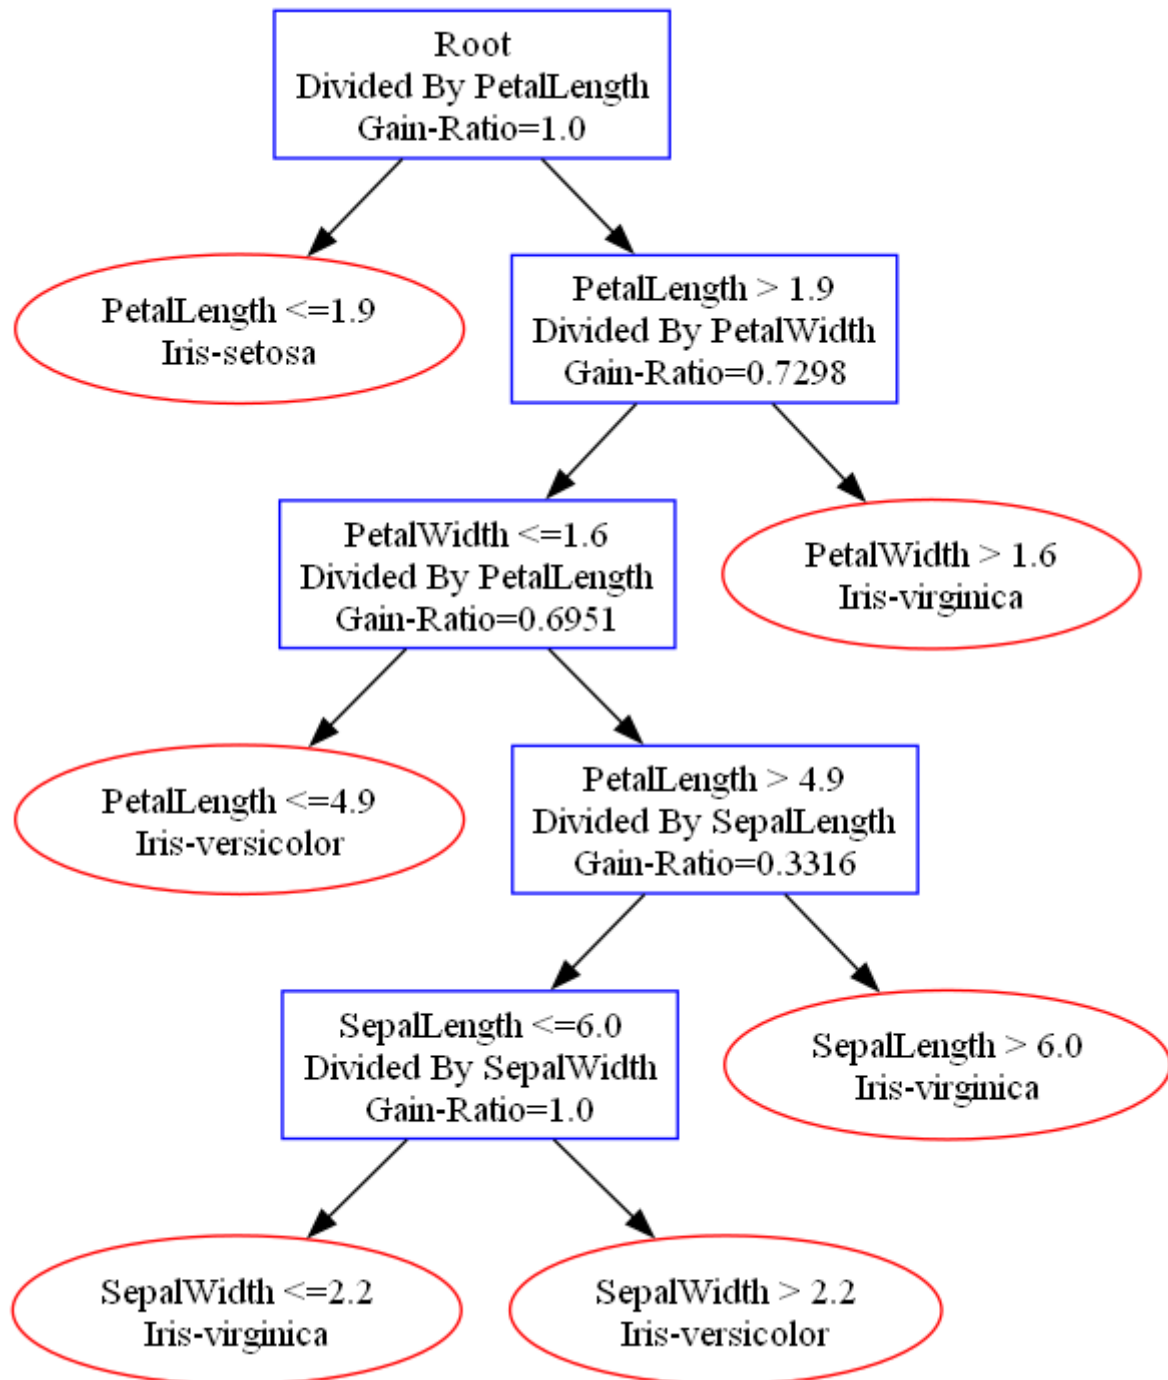 Root
Divided By PetalLength
Gain-Ratio=1.0
PetalLength <=1.9
Iris-setosa
PetalLength > 1.9
Divided By PetalWidth
Gain-Ratio=0.7298
PetalWidth <=1.6
Divided By PetalLength
Gain-Ratio=0.6951
PetalWidth > 1.6
Iris-virginica
PetalLength <=4.9
Iris-versicolor
PetalLength > 4.9
Divided By SepalLength
Gain-Ratio=0.3316
SepalLength <=6.0
Divided By SepalWidth
Gain-Ratio=1.0
SepalLength > 6.0
Iris-virginica
SepalWidth <=2.2
Iris-virginica
SepalWidth > 2.2
Iris-versicolor